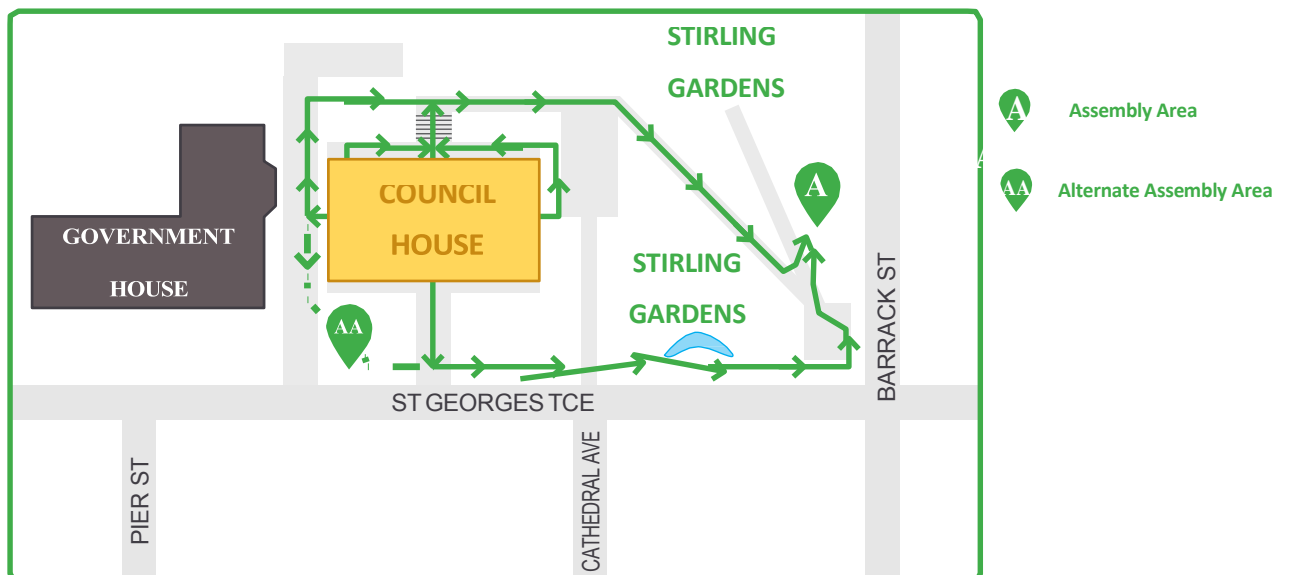 STIRLING
GARDENS
A
Assembly Area
A
AA
Alternate Assembly Area
A
COUNCIL
HOUSE
GOVERNMENT
HOUSE
STIRLING
GARDENS
AA
BARRACK ST
ST GEORGES TCE
PIER ST
CATHEDRAL AVE